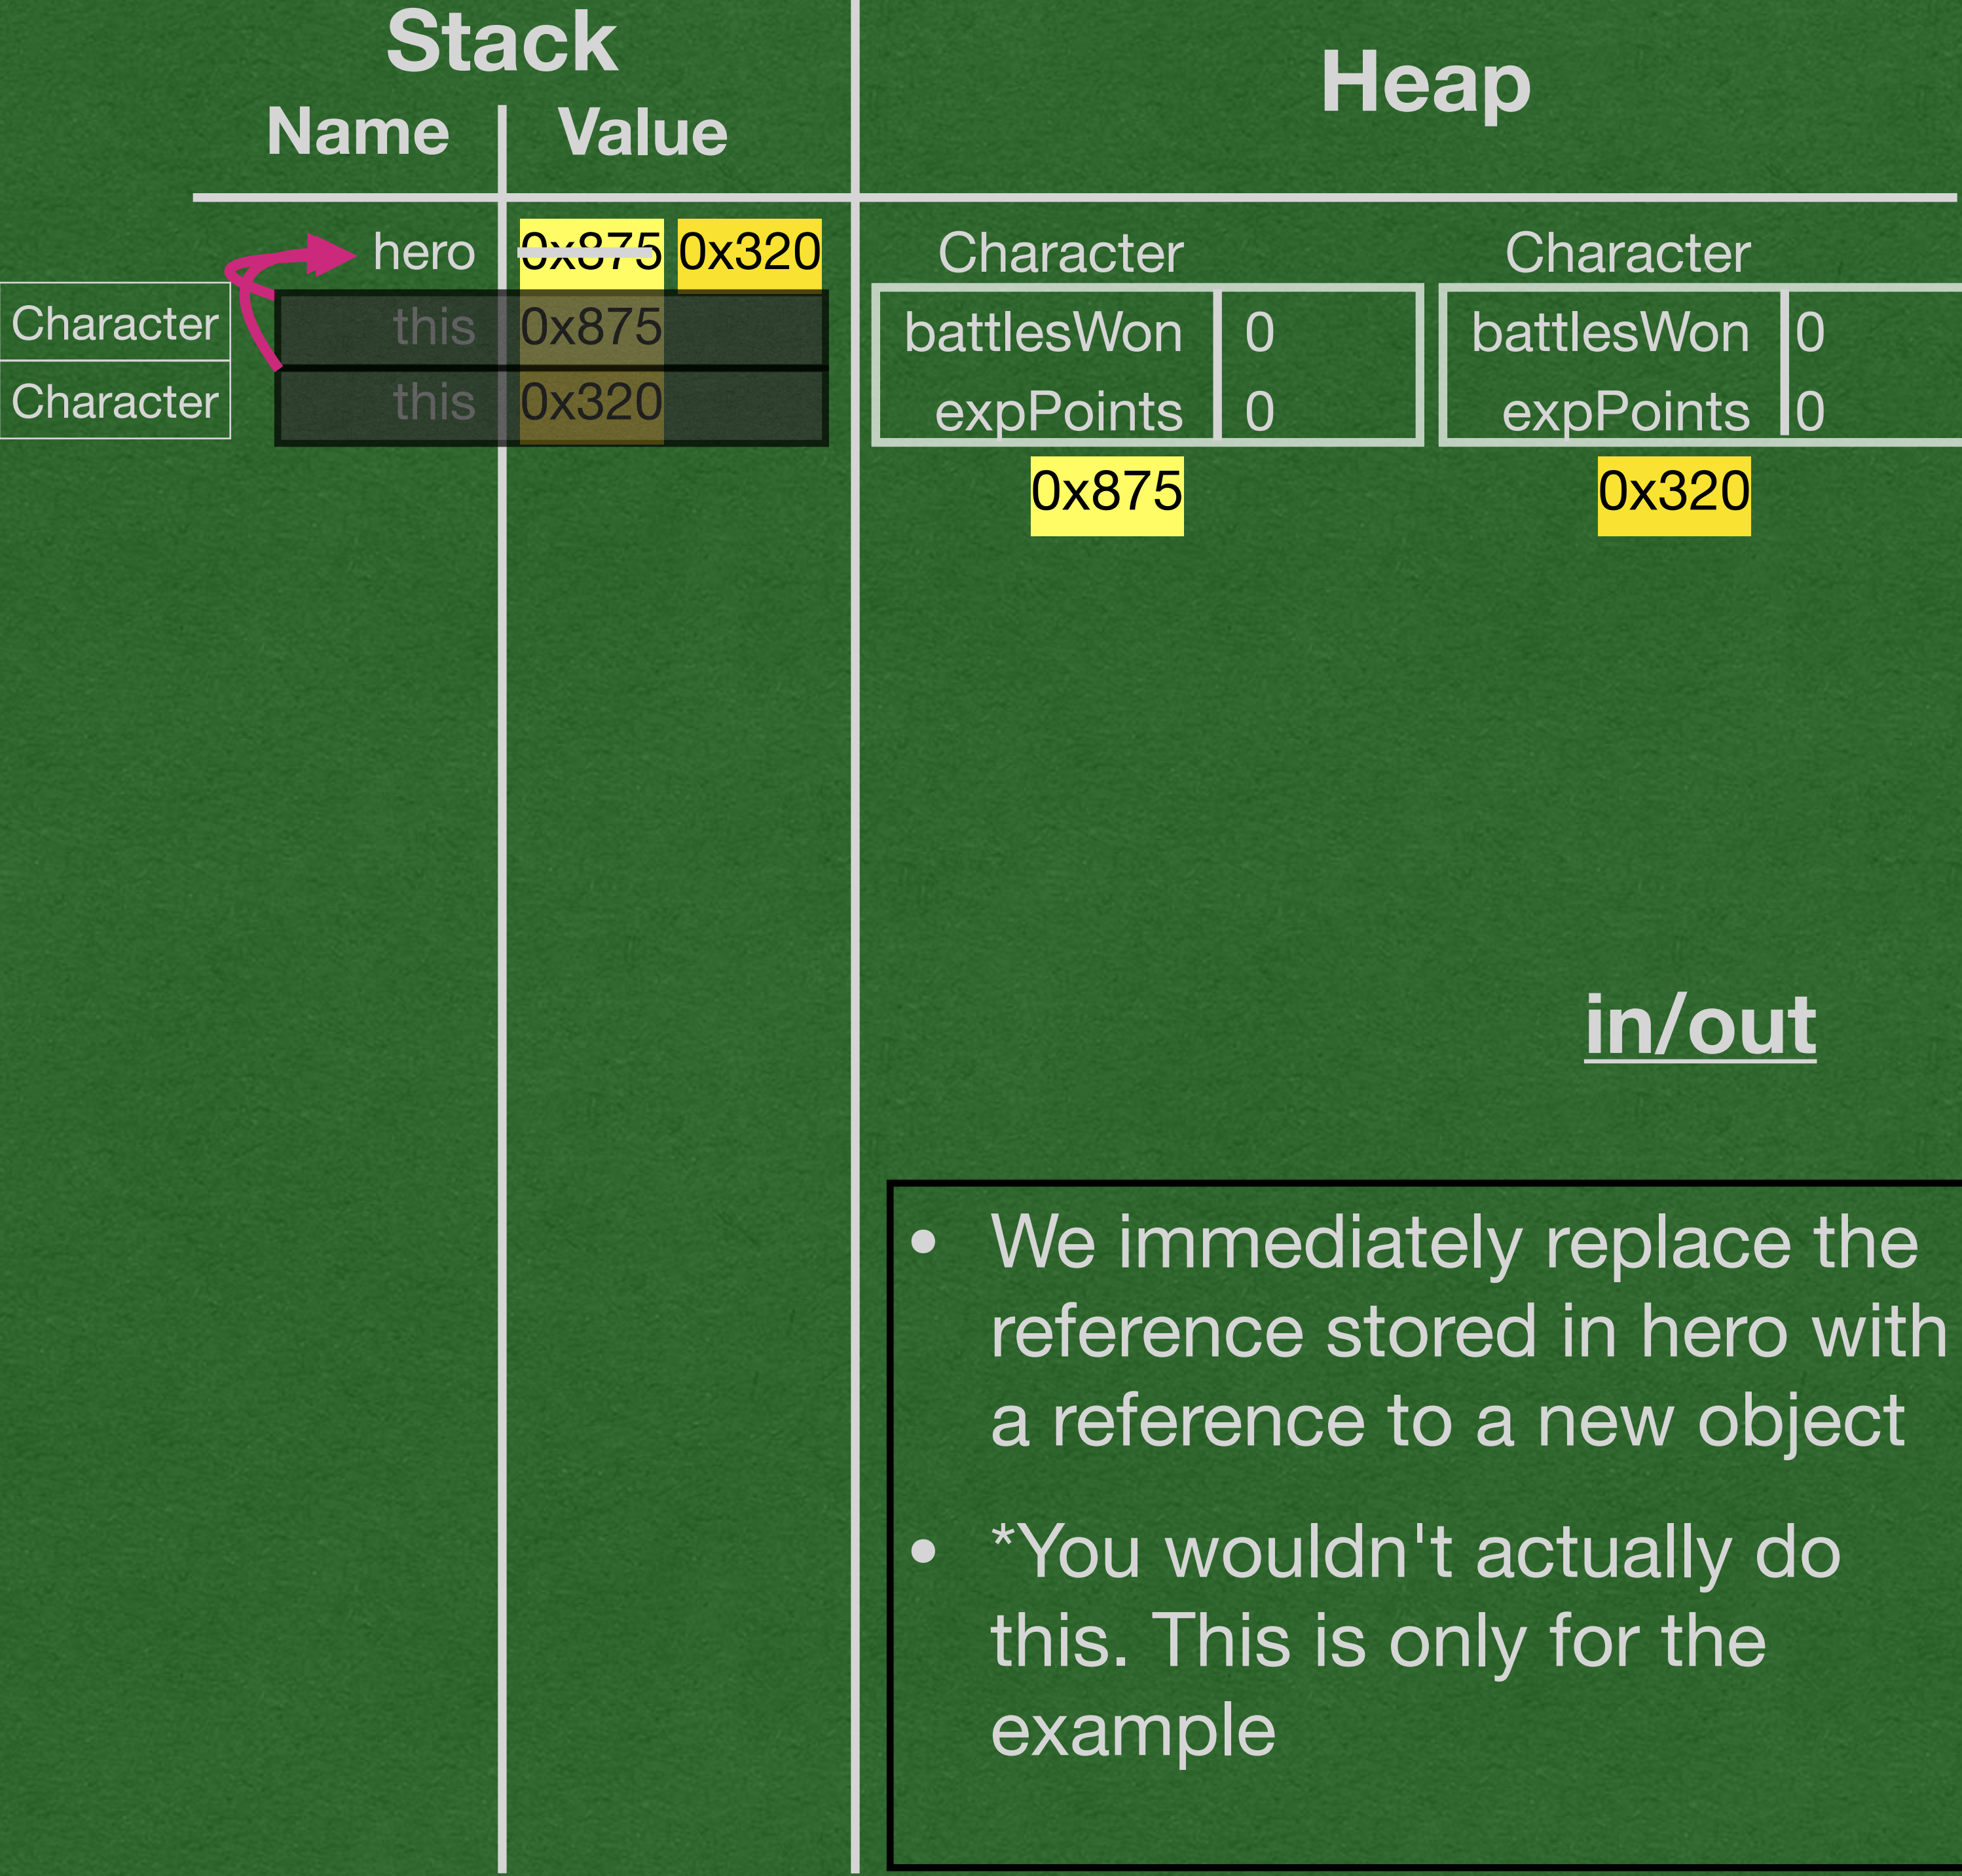 Stack
Heap
Name Value
hero 0x875 0x320
Character this 0x875
Character this 0x320
Character
battlesWon 0
expPoints 0
0x875
Character
battlesWon 0
expPoints 0
0x320
in/out
• We immediately replace the
reference stored in hero with
a reference to a new object
• *You wouldn't actually do
this. This is only for the
example